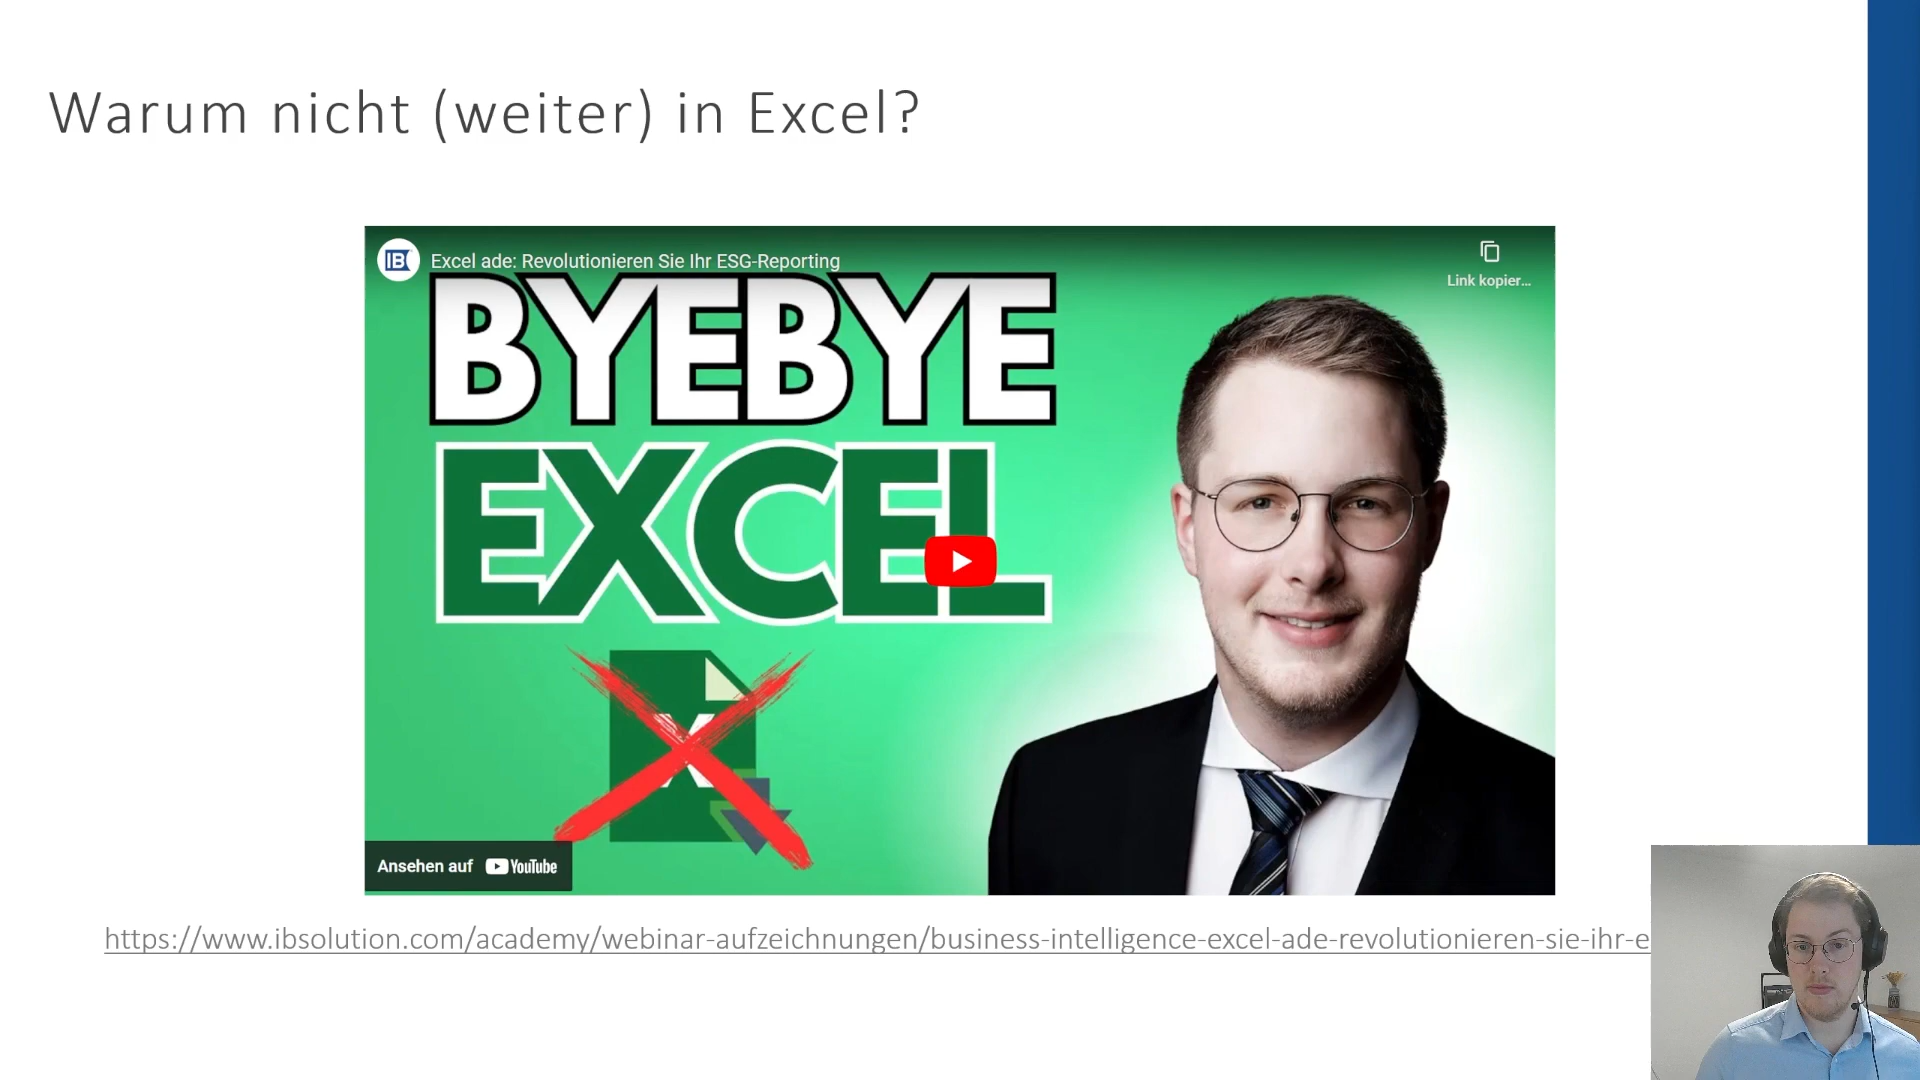 Warum nicht (weiter) in Excel?
IB
Excel ade: Revolutionieren Sie Ihr ESG-Reporting
Link kopier...
BYEBYE
EXCEL
X
Ansehen auf YouTube
https://www.ibsolution.com/academy/webinar-aufzeichnungen/business-intelligence-excel-ade-revolutionieren-sie-ihr-e